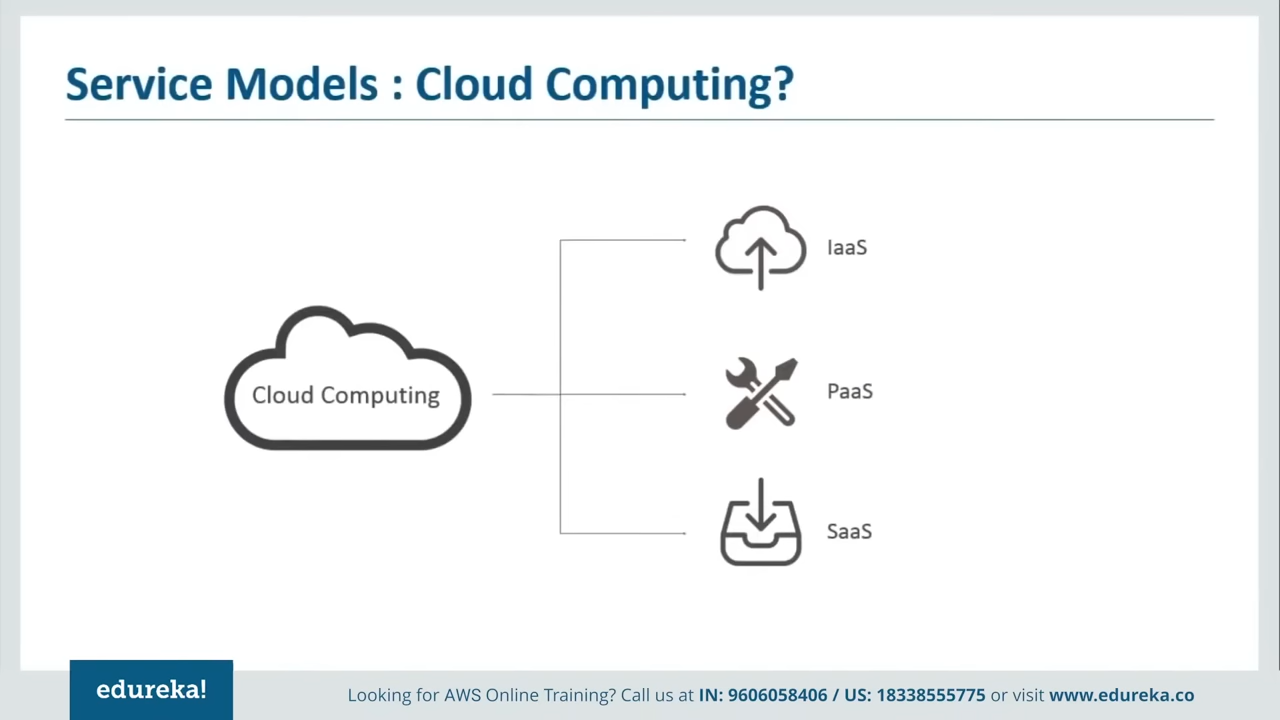 Service Models : Cloud Computing?
IaaS
Cloud Computing
PaaS
SaaS
edureka!
Looking for AWS Online Training? Call us at IN: 9606058406 / US: 18338555775 or visit www.edureka.co